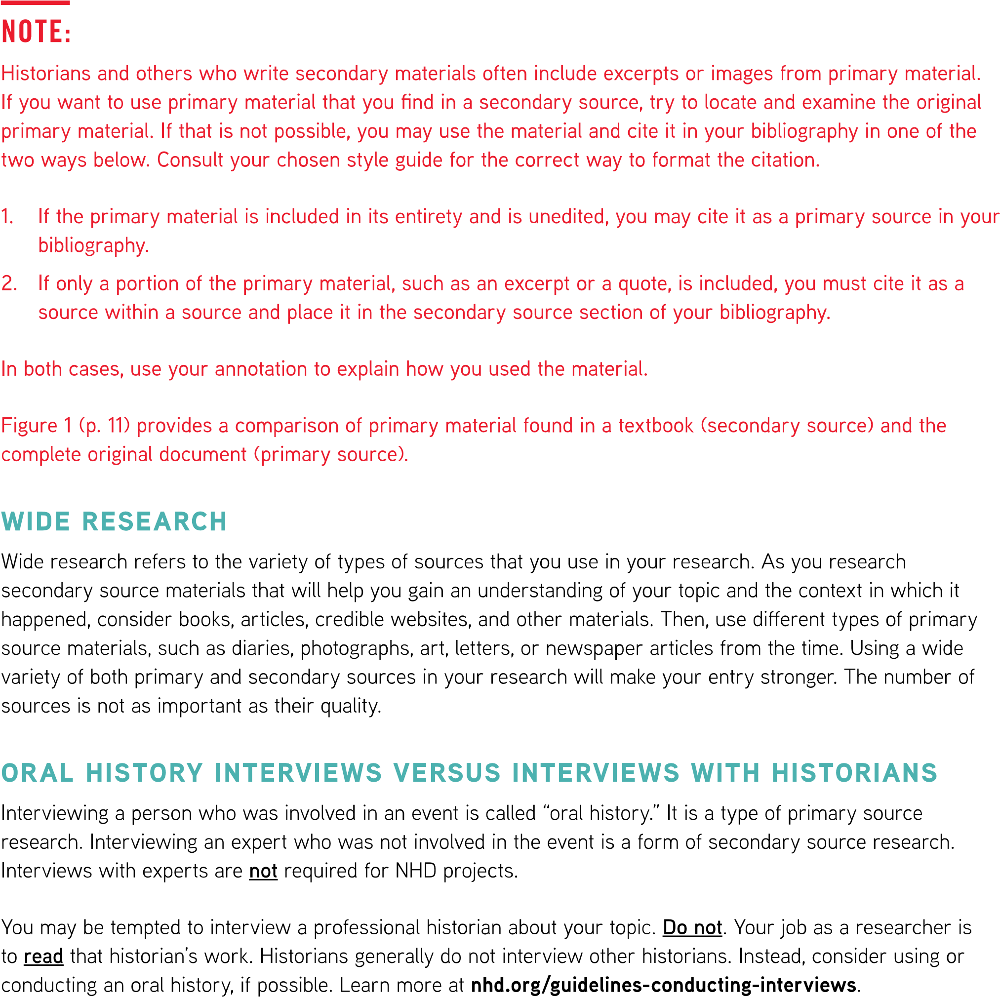 NOTE:
Historians and others who write secondary materials often include excerpts or images from primary material.
If you want to use primary material that you find in a secondary source, try to locate and examine the original
primary material. If that is not possible, you may use the material and cite it in your bibliography in one of the
two ways below. Consult your chosen style guide for the correct way to format the citation.
1. If the primary material is included in its entirety and is unedited, you may cite it as a primary source in your
bibliography.
2. If only a portion of the primary material, such as an excerpt or a quote, is included, you must cite it as a
source within a source and place it in the secondary source section of your bibliography.
In both cases, use your annotation to explain how you used the material.
Figure 1 (p. 11) provides a comparison of primary material found in a textbook (secondary source) and the
complete original document (primary source).
WIDE RESEARCH
Wide research refers to the variety of types of sources that you use in your research. As you research
secondary source materials that will help you gain an understanding of your topic and the context in which it
happened, consider books, articles, credible websites, and other materials. Then, use different types of primary
source materials, such as diaries, photographs, art, letters, or newspaper articles from the time. Using a wide
variety of both primary and secondary sources in your research will make your entry stronger. The number of
sources is not as important as their quality.
ORAL HISTORY INTERVIEWS VERSUS INTERVIEWS WITH HISTORIANS
Interviewing a person who was involved in an event is called “oral history.” It is a type of primary source
research. Interviewing an expert who was not involved in the event is a form of secondary source research.
Interviews with experts are not required for NHD projects.
You may be tempted to interview a professional historian about your topic. Do not. Your job as a researcher is
to read that historian’s work. Historians generally do not interview other historians. Instead, consider using or
conducting an oral history, if possible. Learn more at nhd.org/guidelines-conducting-interviews.